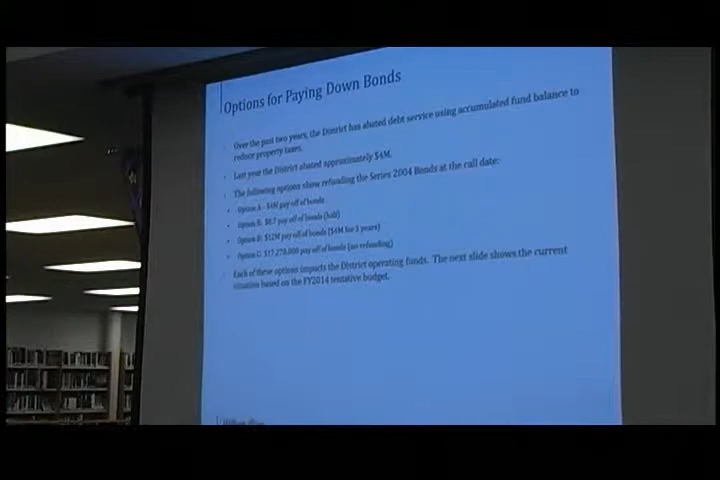 Options for Paying Down Bonds
Over the past two years, the District has abated debt service using accumulated fund balance to
reduce property taxes.
Last year the District abated approximately $4M.
The following options show refunding the Series 2004 Bonds at the call date:
Option A - $4M pay off of bonds
Option B: $8.7 pay off of bonds (half)
Option B: $12M pay off of bonds ($4M for 3 years)
Option C: $17,270,000 pay off of bonds (no refunding)
Each of these options impacts the District operating funds. The next slide shows the current
situation based on the FY2014 tentative budget.